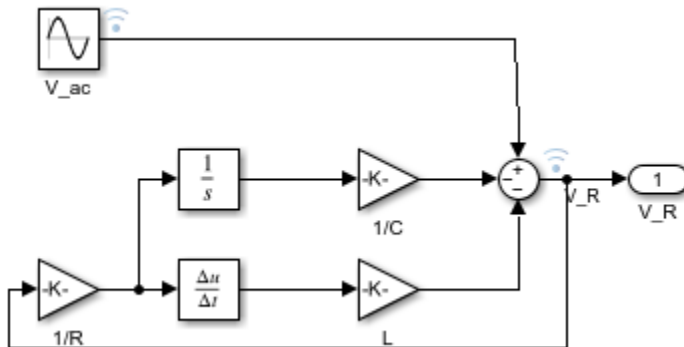 V_ac
1
s
-K-
1/C
+
-
-
V_R
1
V_R
-K-
1/R
Δu
Δt
-K-
L